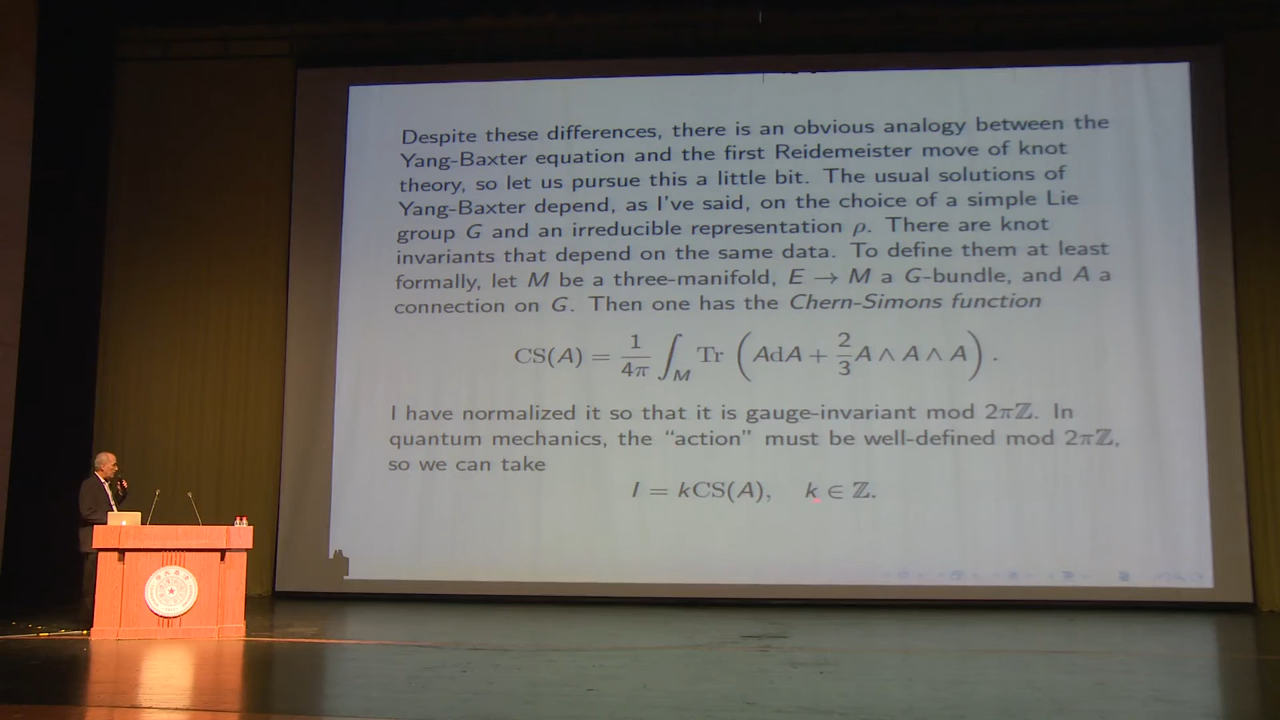 Despite these differences, there is an obvious analogy between the
Yang-Baxter equation and the first Reidemeister move of knot
theory, so let us pursue this a little bit. The usual solutions of
Yang-Baxter depend, as I've said, on the choice of a simple Lie
group G and an irreducible representation ρ. There are knot
invariants that depend on the same data. To define them at least
formally, let M be a three-manifold, E → M a G-bundle, and A a
connection on G. Then one has the Chern-Simons function
CS(A) = 1/4π ∫_M Tr (AdA + 2/3 A ∧ A ∧ A).
I have normalized it so that it is gauge-invariant mod 2πℤ. In
quantum mechanics, the “action” must be well-defined mod 2πℤ,
so we can take
I = kCS(A), k ∈ ℤ.